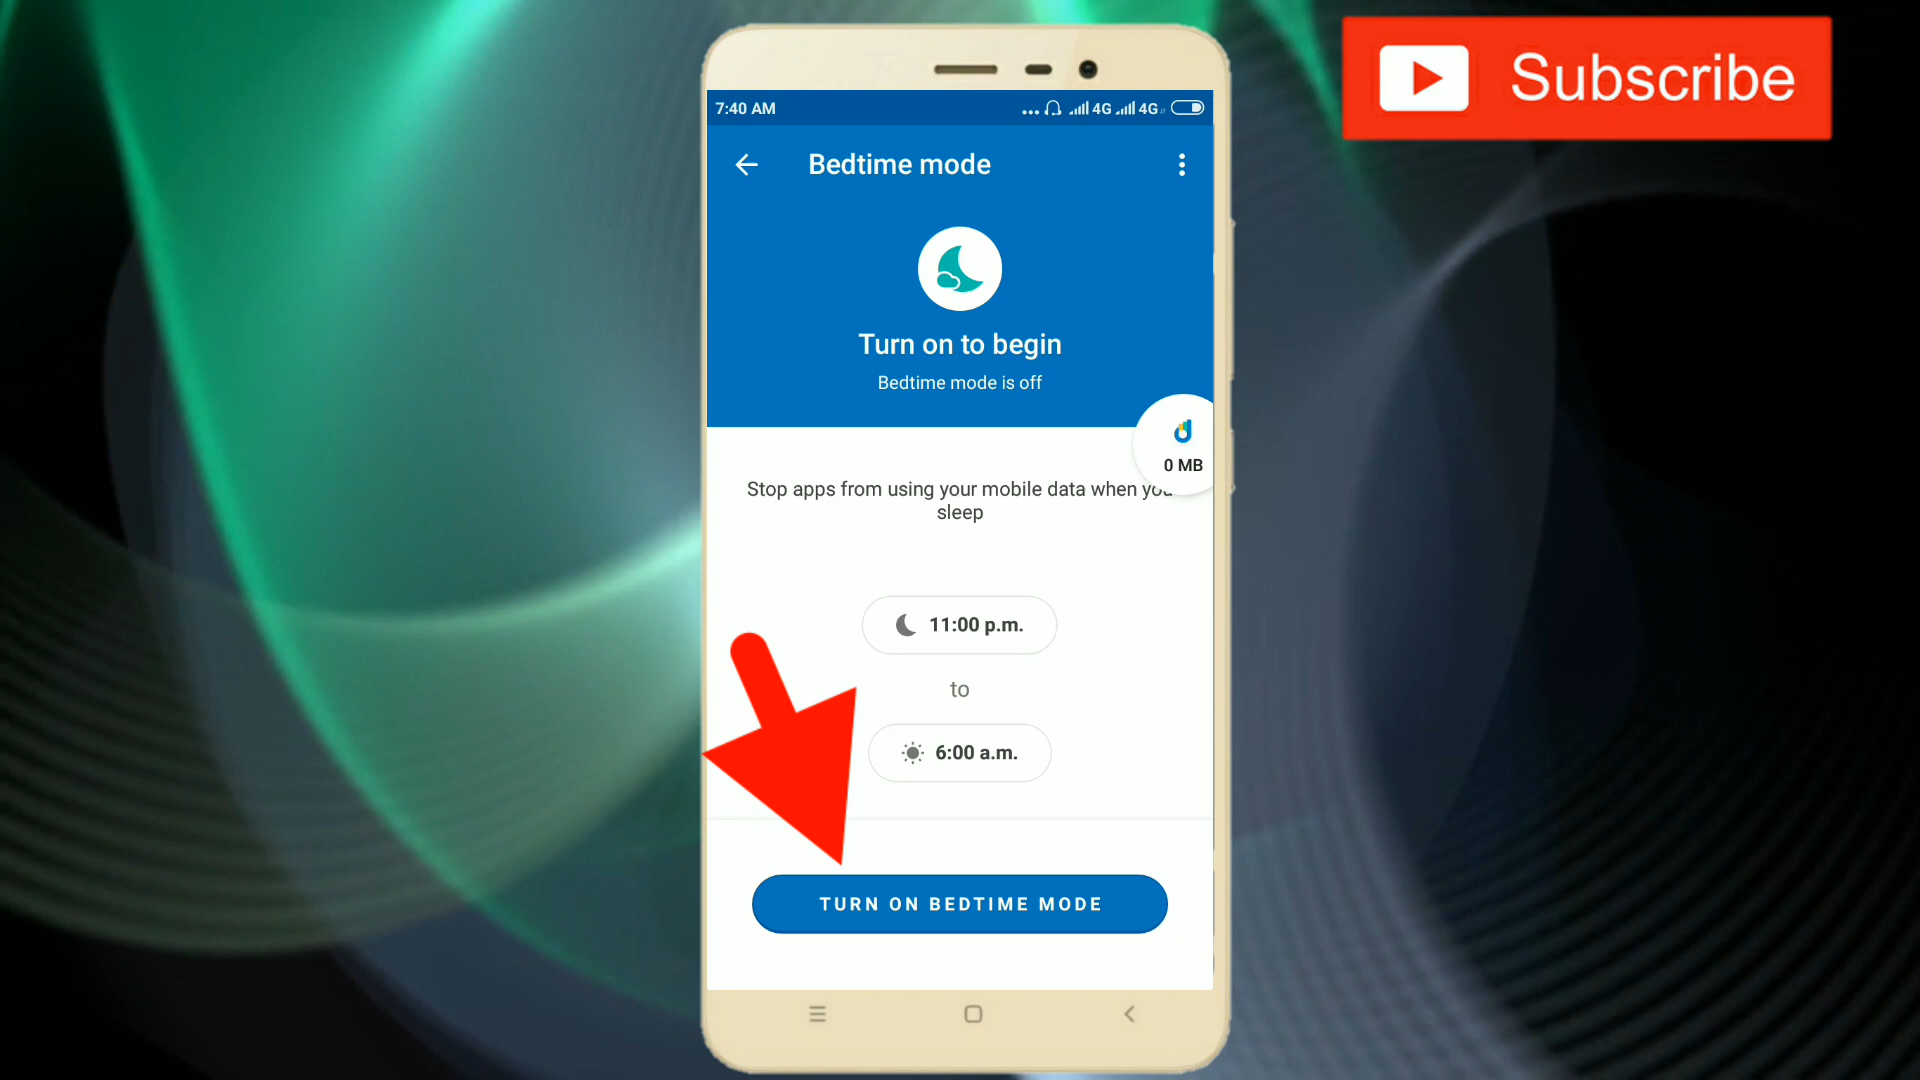 Subscribe
7:40 AM
4G 4G
Bedtime mode
Turn on to begin
Bedtime mode is off
0 MB
Stop apps from using your mobile data when you
sleep
11:00 p.m.
to
6:00 a.m.
TURN ON BEDTIME MODE